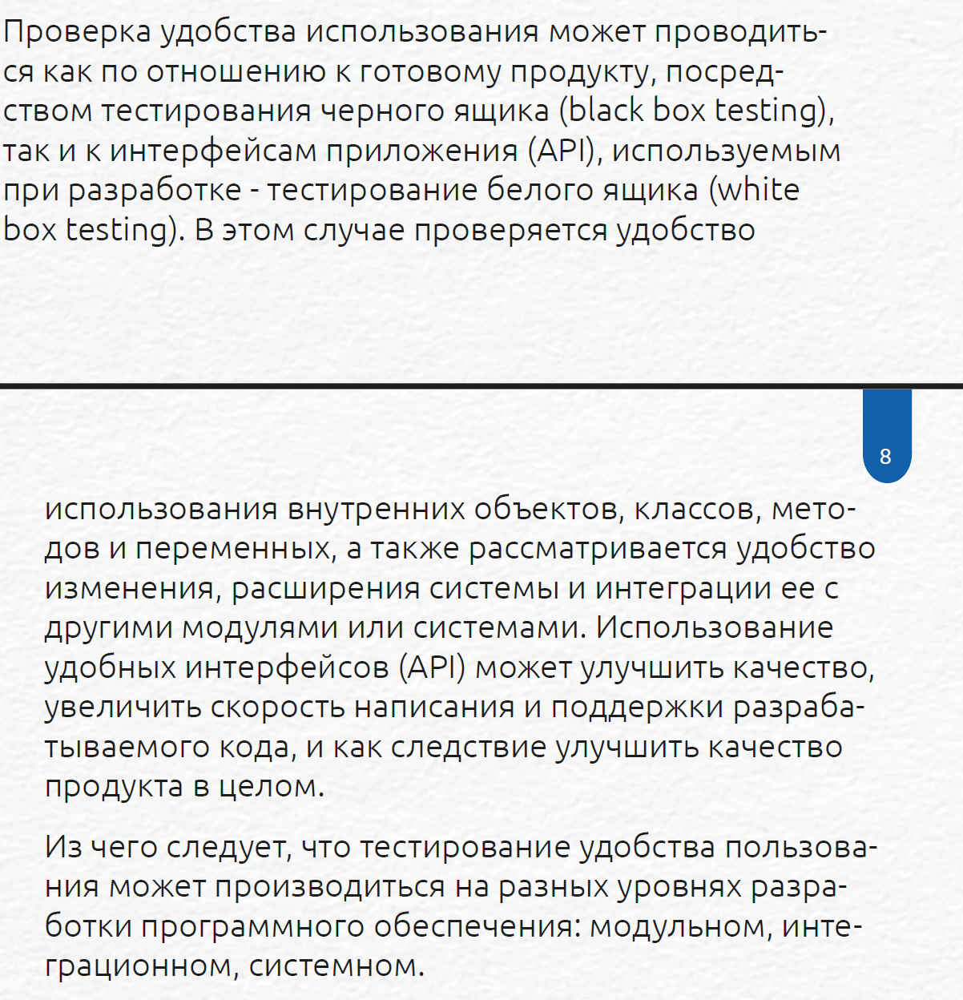 Проверка удобства использования может проводить-
ся как по отношению к готовому продукту, посред-
ством тестирования черного ящика (black box testing),
так и к интерфейсам приложения (API), используемым
при разработке - тестирование белого ящика (white
box testing). В этом случае проверяется удобство
8
использования внутренних объектов, классов, мето-
дов и переменных, а также рассматривается удобство
изменения, расширения системы и интеграции ее с
другими модулями или системами. Использование
удобных интерфейсов (API) может улучшить качество,
увеличить скорость написания и поддержки разраба-
тываемого кода, и как следствие улучшить качество
продукта в целом.
Из чего следует, что тестирование удобства пользова-
ния может производиться на разных уровнях разра-
ботки программного обеспечения: модульном, инте-
грационном, системном.